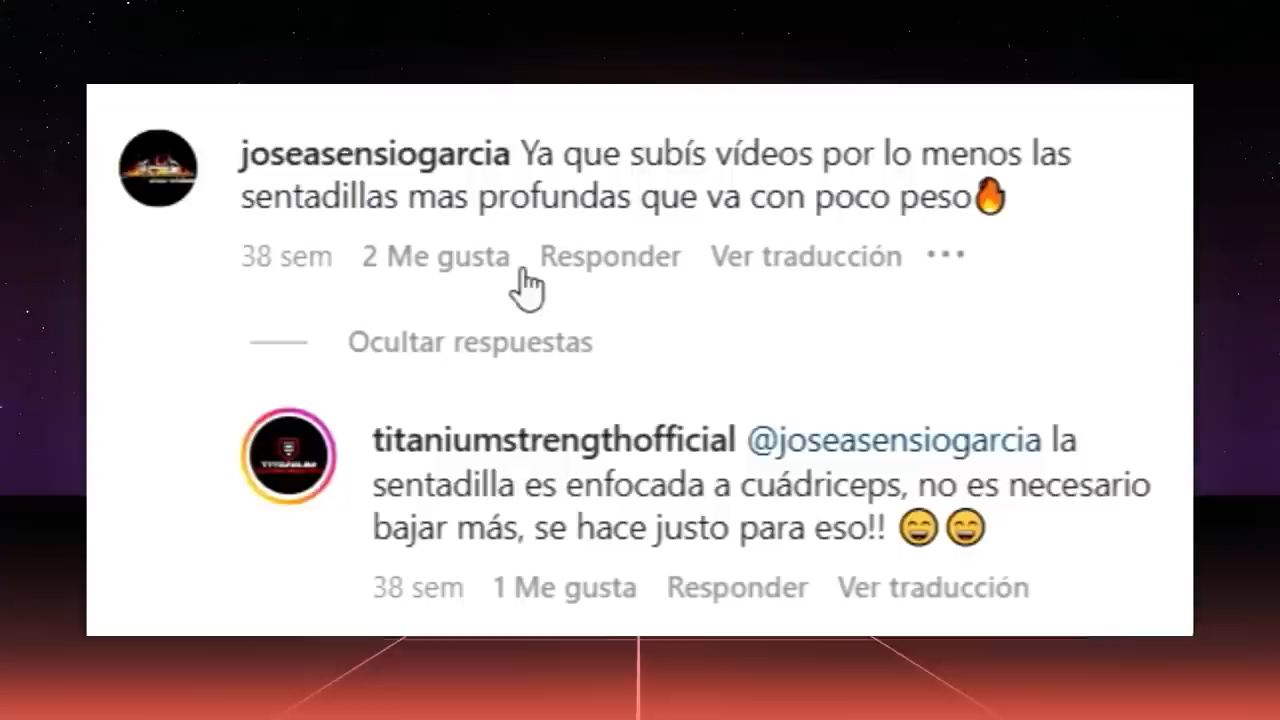 joseasensiogarcia Ya que subís vídeos por lo menos las
sentadillas mas profundas que va con poco peso🔥
38 sem 2 Me gusta Responder Ver traducción •••
Ocultar respuestas
titaniumstrengthofficial @joseasensiogarcia la
sentadilla es enfocada a cuádriceps, no es necesario
bajar más, se hace justo para eso!! 😄😄
38 sem 1 Me gusta Responder Ver traducción